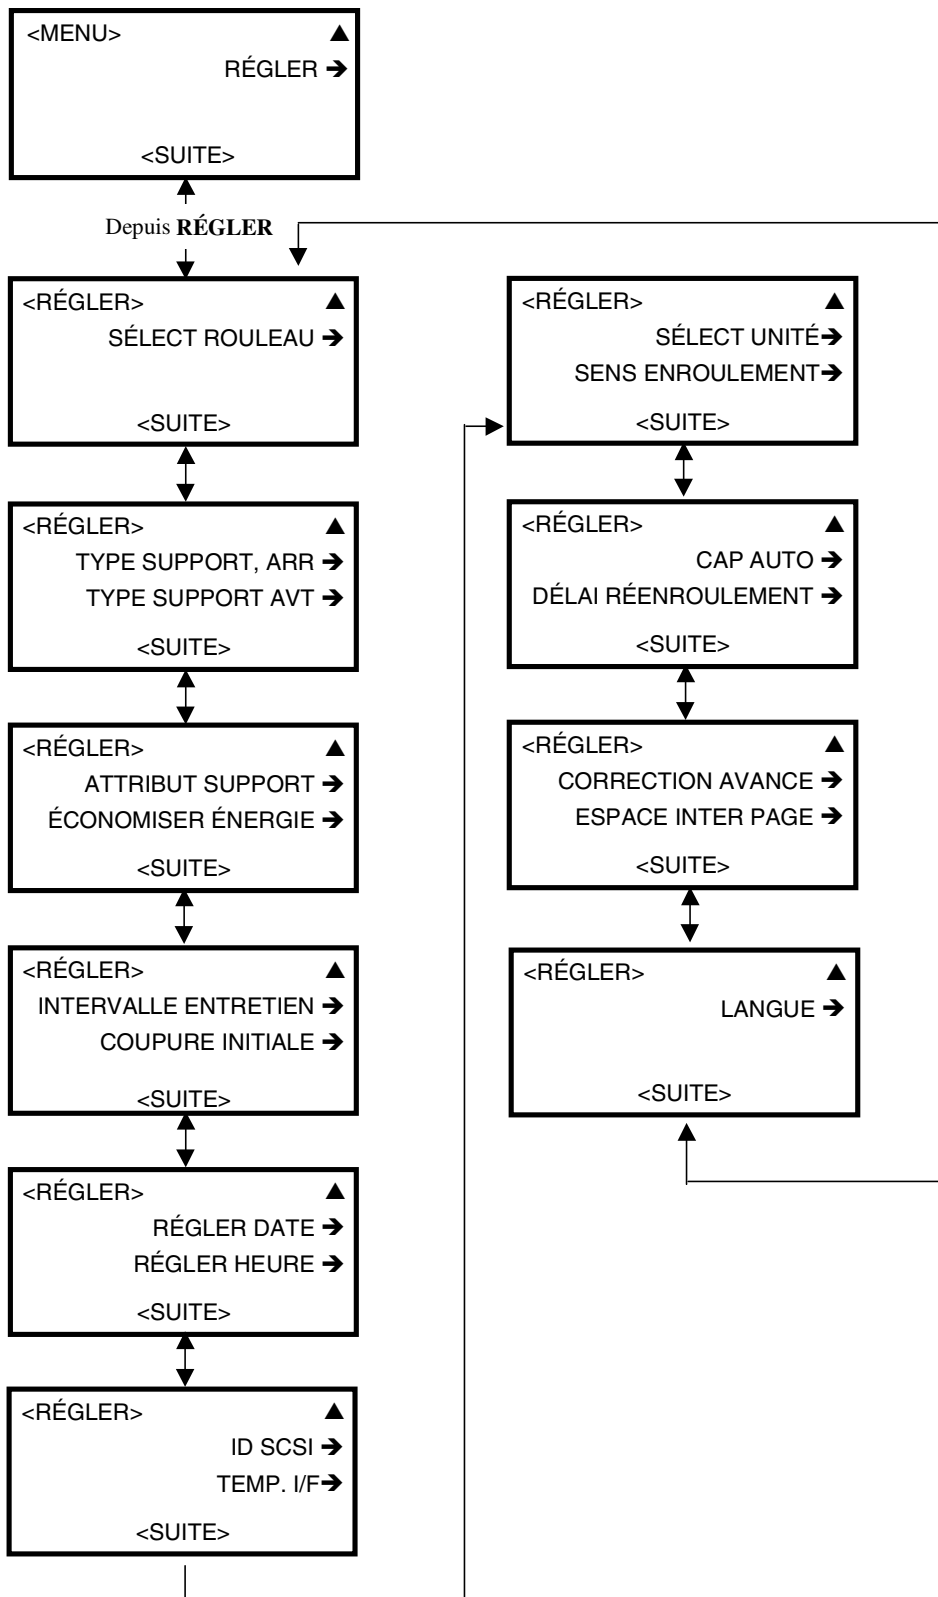 <MENU> ▲
RÉGLER ➔
<SUITE>
Depuis RÉGLER
<RÉGLER> ▲
SÉLECT ROULEAU ➔
<SUITE>
<RÉGLER> ▲
TYPE SUPPORT, ARR ➔
TYPE SUPPORT AVT ➔
<SUITE>
<RÉGLER> ▲
ATTRIBUT SUPPORT ➔
ÉCONOMISER ÉNERGIE ➔
<SUITE>
<RÉGLER> ▲
INTERVALLE ENTRETIEN ➔
COUPURE INITIALE ➔
<SUITE>
<RÉGLER> ▲
RÉGLER DATE ➔
RÉGLER HEURE ➔
<SUITE>
<RÉGLER> ▲
ID SCSI ➔
TEMP. I/F➔
<SUITE>
<RÉGLER> ▲
SÉLECT UNITÉ➔
SENS ENROULEMENT➔
<SUITE>
<RÉGLER> ▲
CAP AUTO ➔
DÉLAI RÉENROULEMENT ➔
<SUITE>
<RÉGLER> ▲
CORRECTION AVANCE ➔
ESPACE INTER PAGE ➔
<SUITE>
<RÉGLER> ▲
LANGUE ➔
<SUITE>